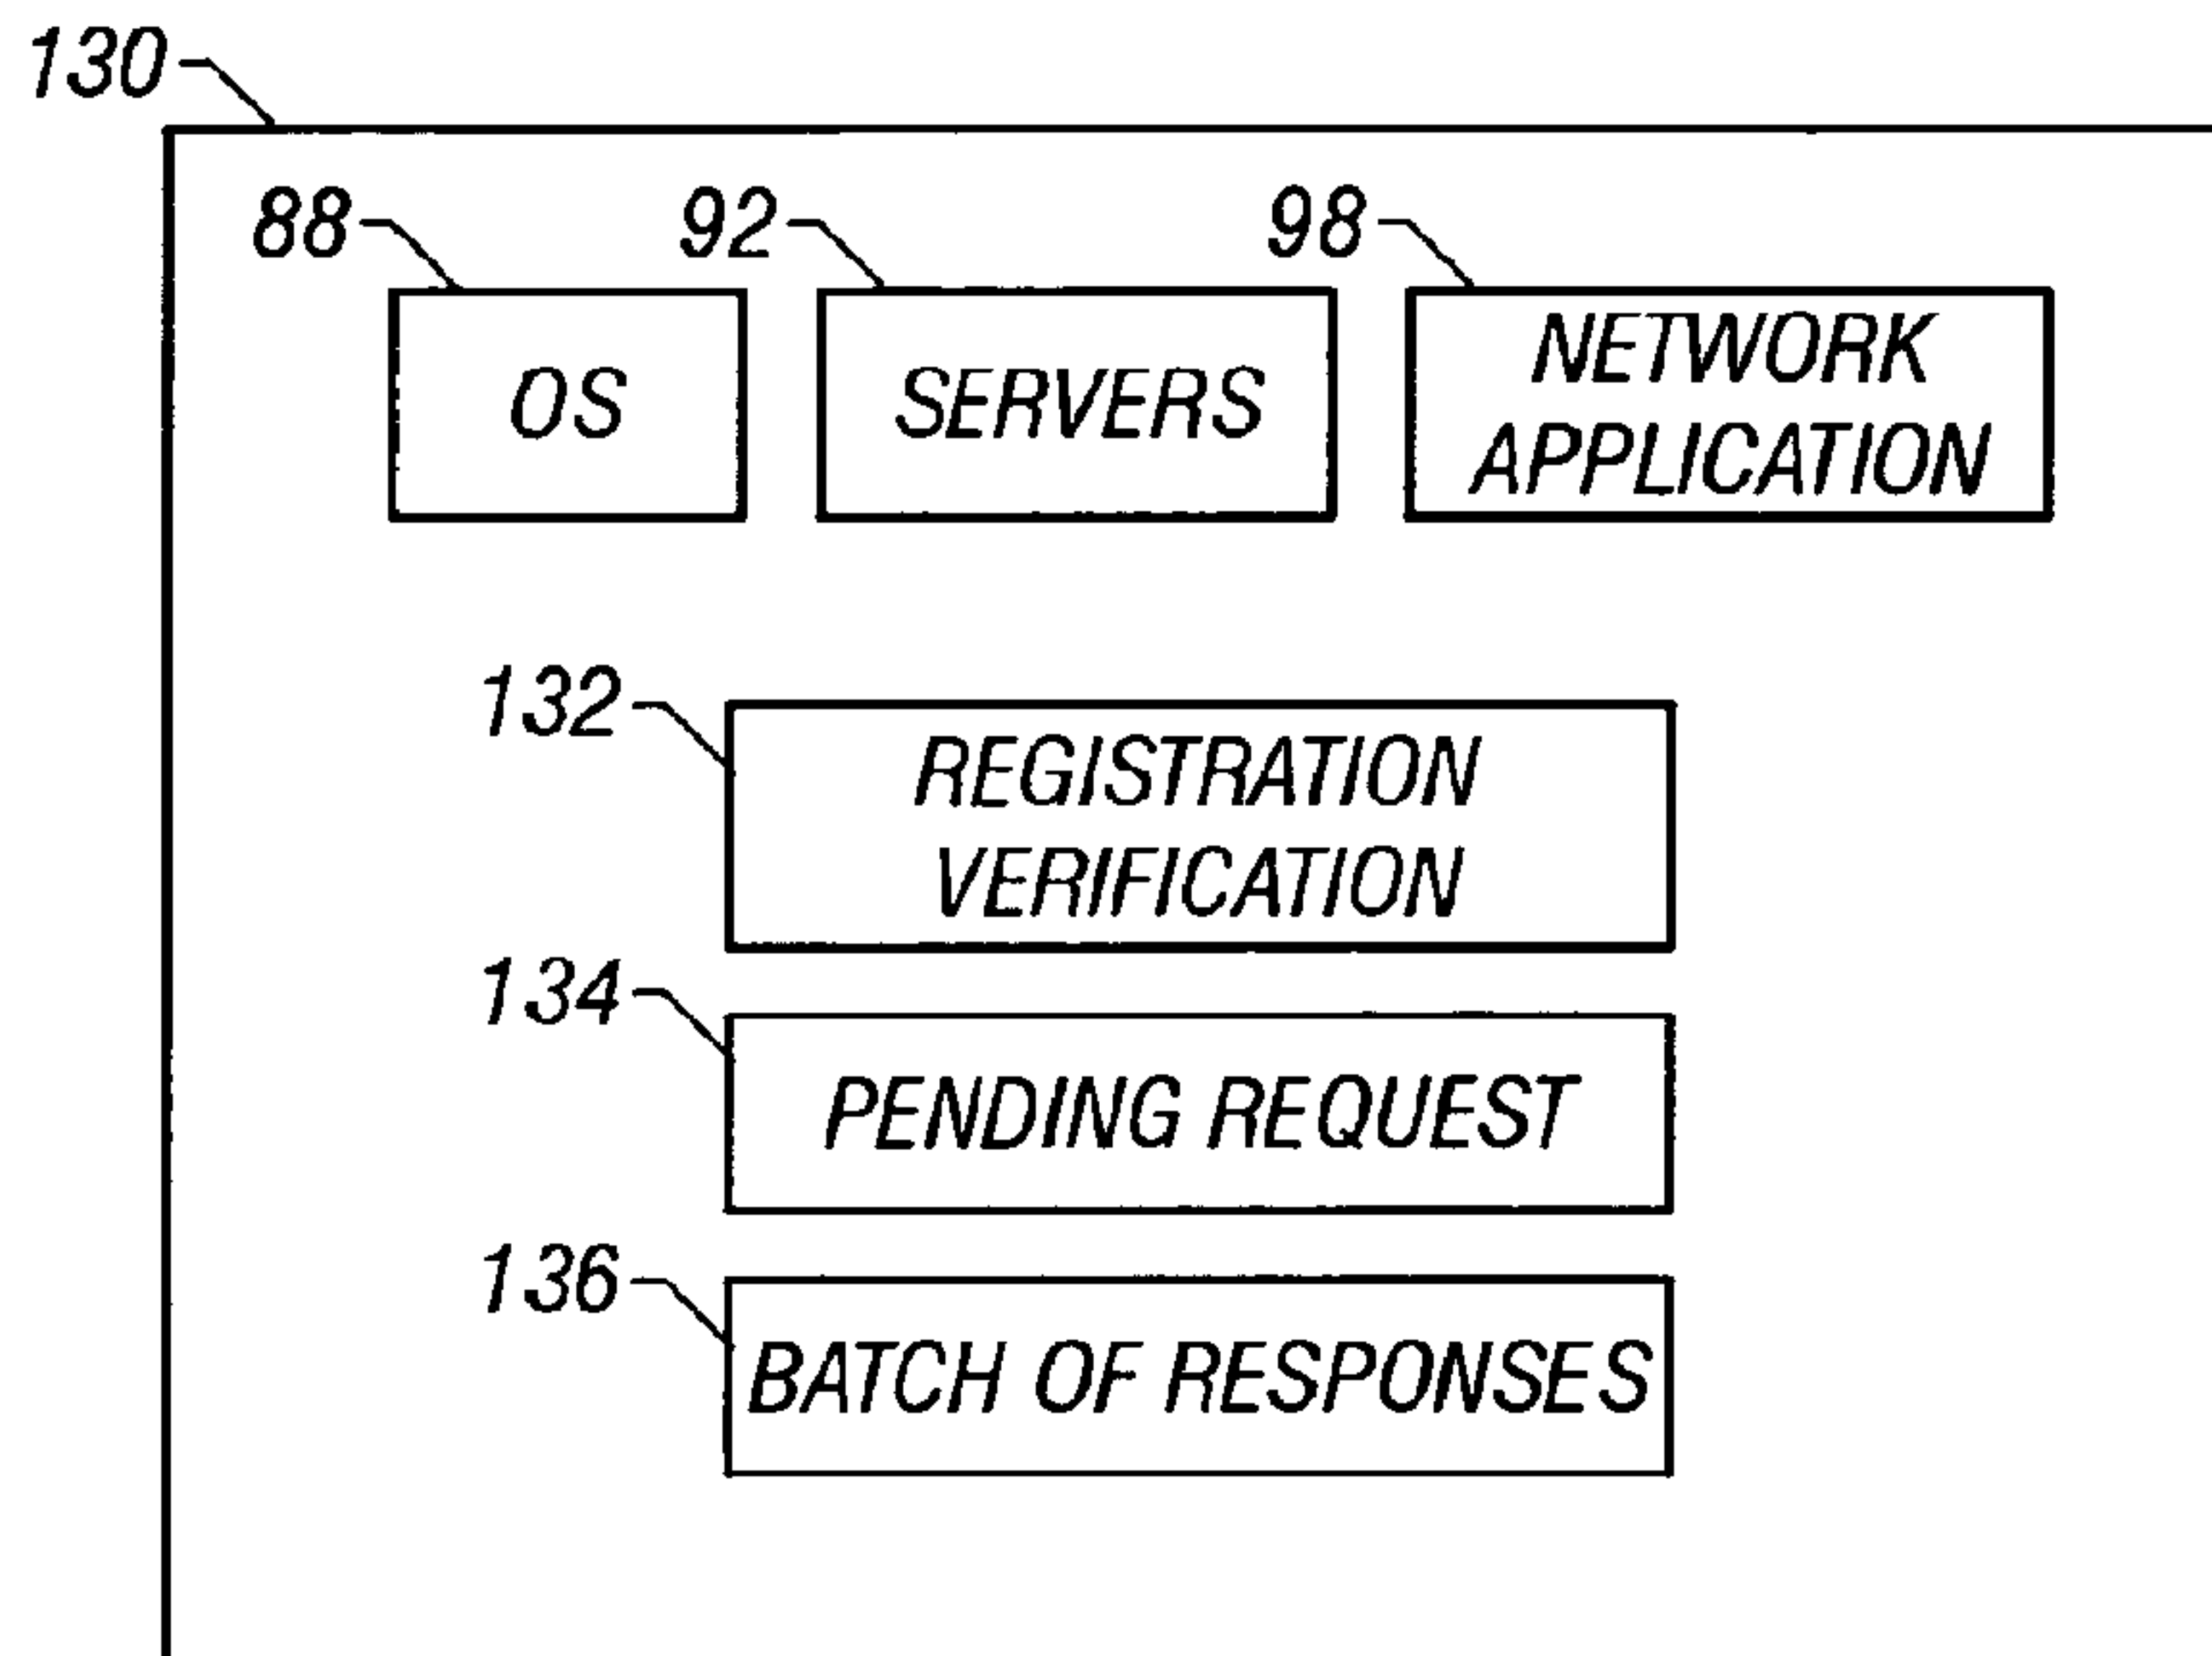 130
88
92
98
OS
SERVERS
NETWORK
APPLICATION
132
REGISTRATION
VERIFICATION
134
PENDING REQUEST
136
BATCH OF RESPONSES